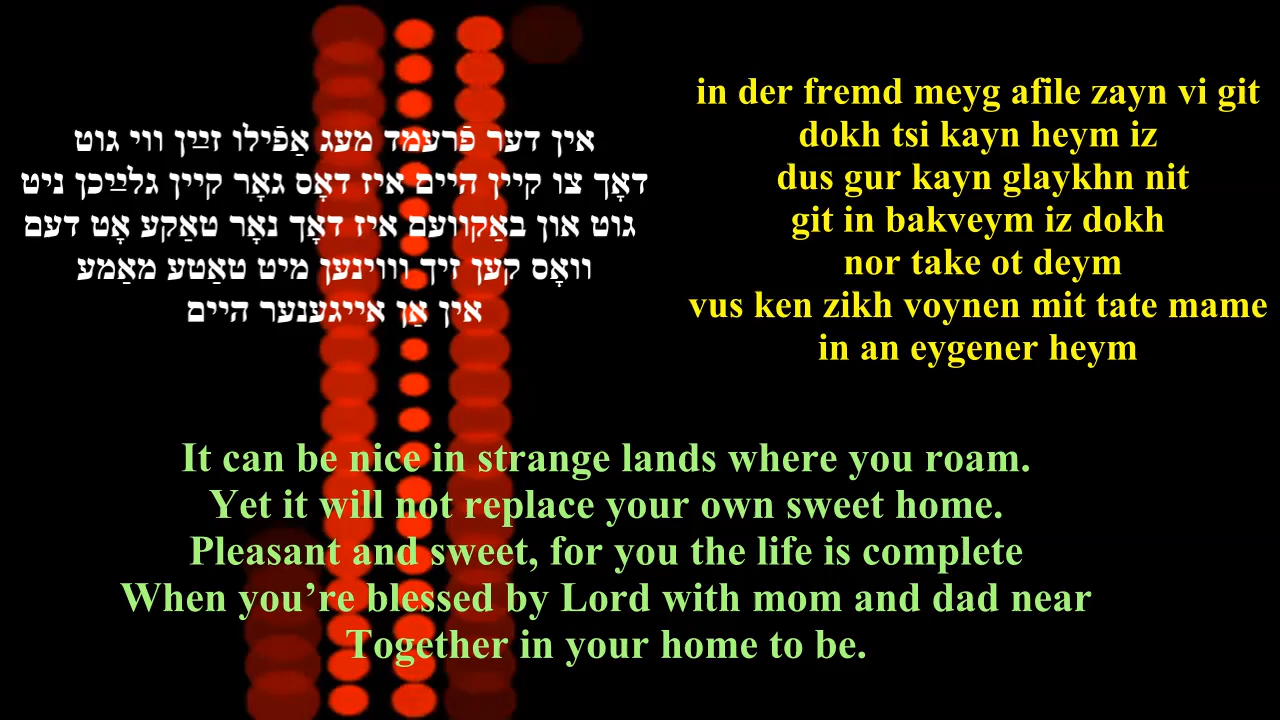 אין דער פֿרעמד מעג אַפֿילו זײַן ווי גוט
דאָך צו קיין היים איז דאָס גאָר קיין גלײַכן ניט
גוט און באַקוועם איז דאָך נאָר טאַקע אָט דעם
וואָס קען זיך וווינען מיט טאַטע מאַמע
אין אַן אייגענער היים
in der fremd meyg afile zayn vi git
dokh tsi kayn heym iz
dus gur kayn glaykhn nit
git in bakveym iz dokh
nor take ot deym
vus ken zikh voynen mit tate mame
in an eygener heym
It can be nice in strange lands where you roam.
Yet it will not replace your own sweet home.
Pleasant and sweet, for you the life is complete
When you’re blessed by Lord with mom and dad near
Together in your home to be.